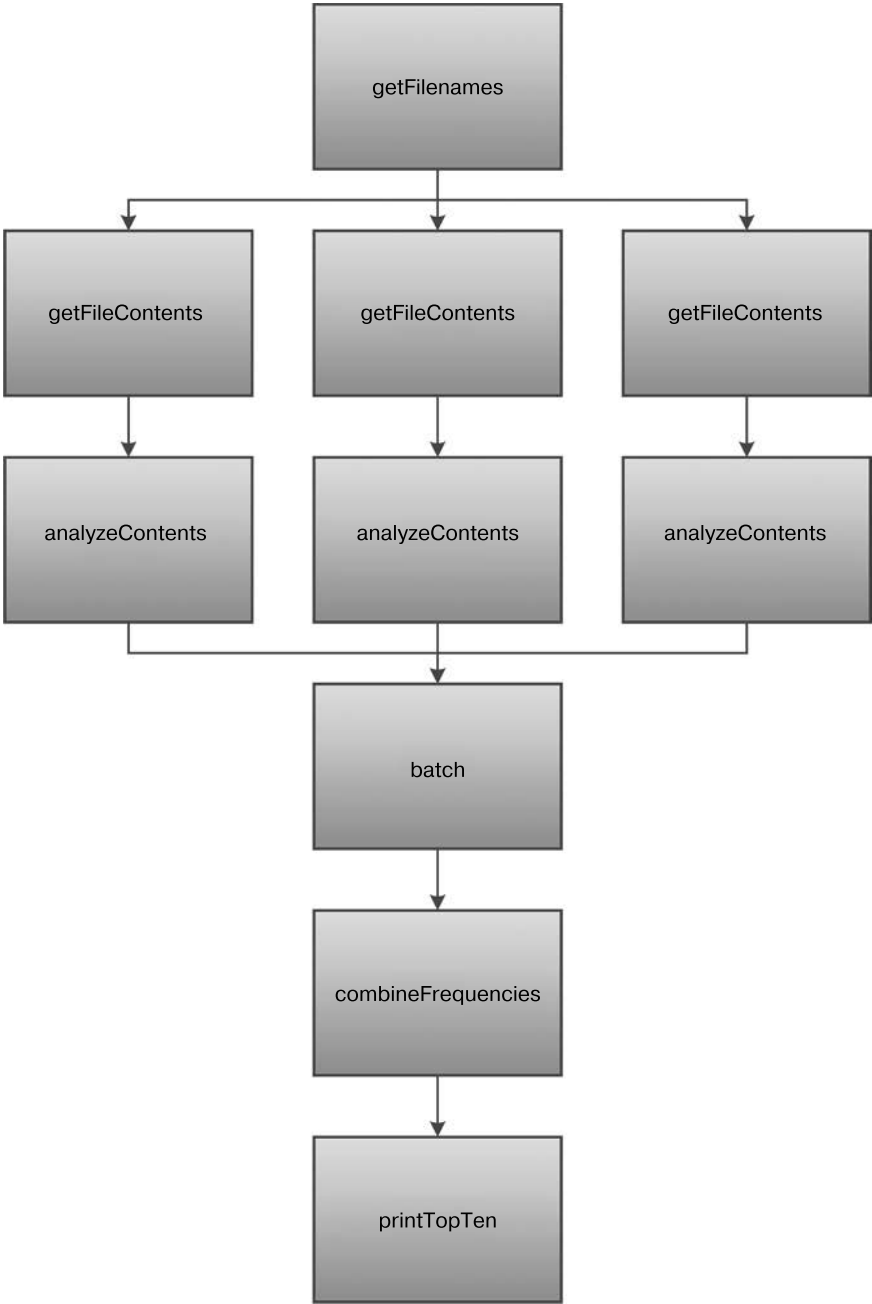 getFilenames
getFileContents
getFileContents
getFileContents
analyzeContents
analyzeContents
analyzeContents
batch
combineFrequencies
printTopTen